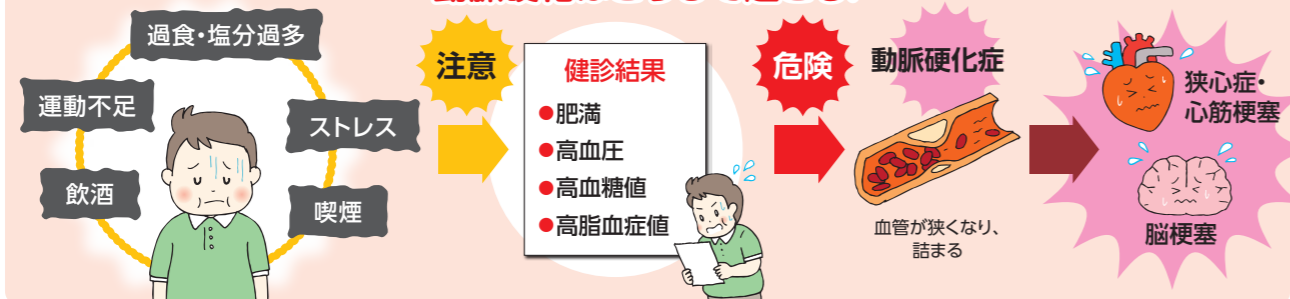 過食・塩分過多
運動不足
ストレス
飲酒
喫煙
注意
健診結果
●肥満
●高血圧
●高血糖値
●高脂血症値
危険
動脈硬化症
血管が狭くなり、
詰まる
狭心症・
心筋梗塞
脳梗塞